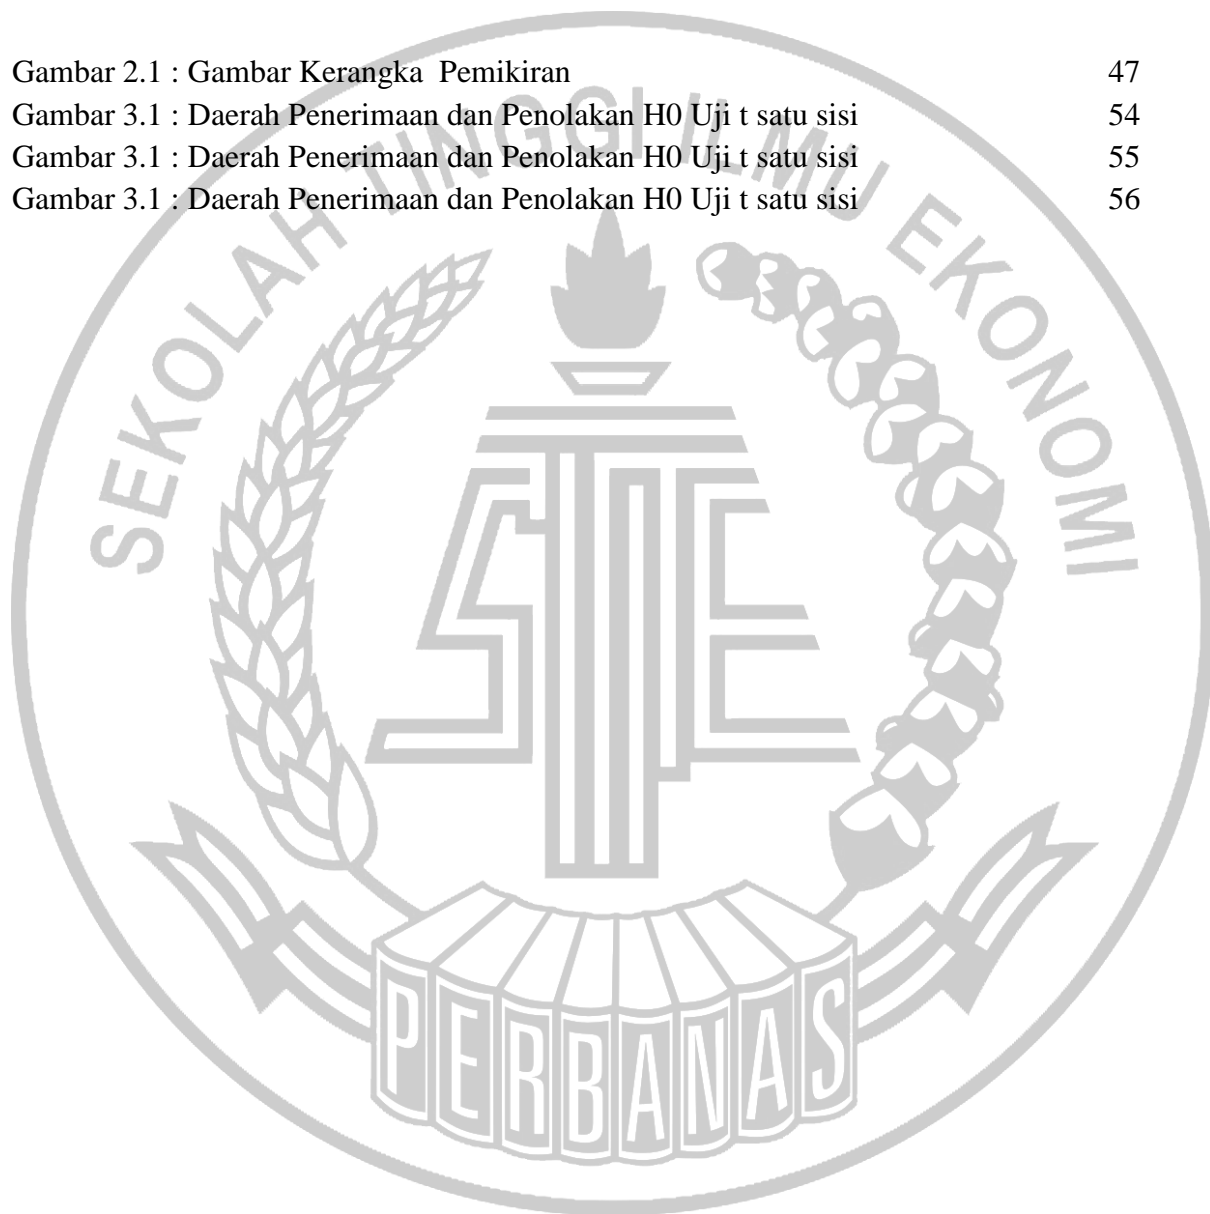 Gambar 2.1 : Gambar Kerangka  Pemikiran 47
Gambar 3.1 : Daerah Penerimaan dan Penolakan H0 Uji t satu sisi 54
Gambar 3.1 : Daerah Penerimaan dan Penolakan H0 Uji t satu sisi 55
Gambar 3.1 : Daerah Penerimaan dan Penolakan H0 Uji t satu sisi 56
SEKOLAH TINGGI ILMU EKONOMI
STIE
PERBANAS